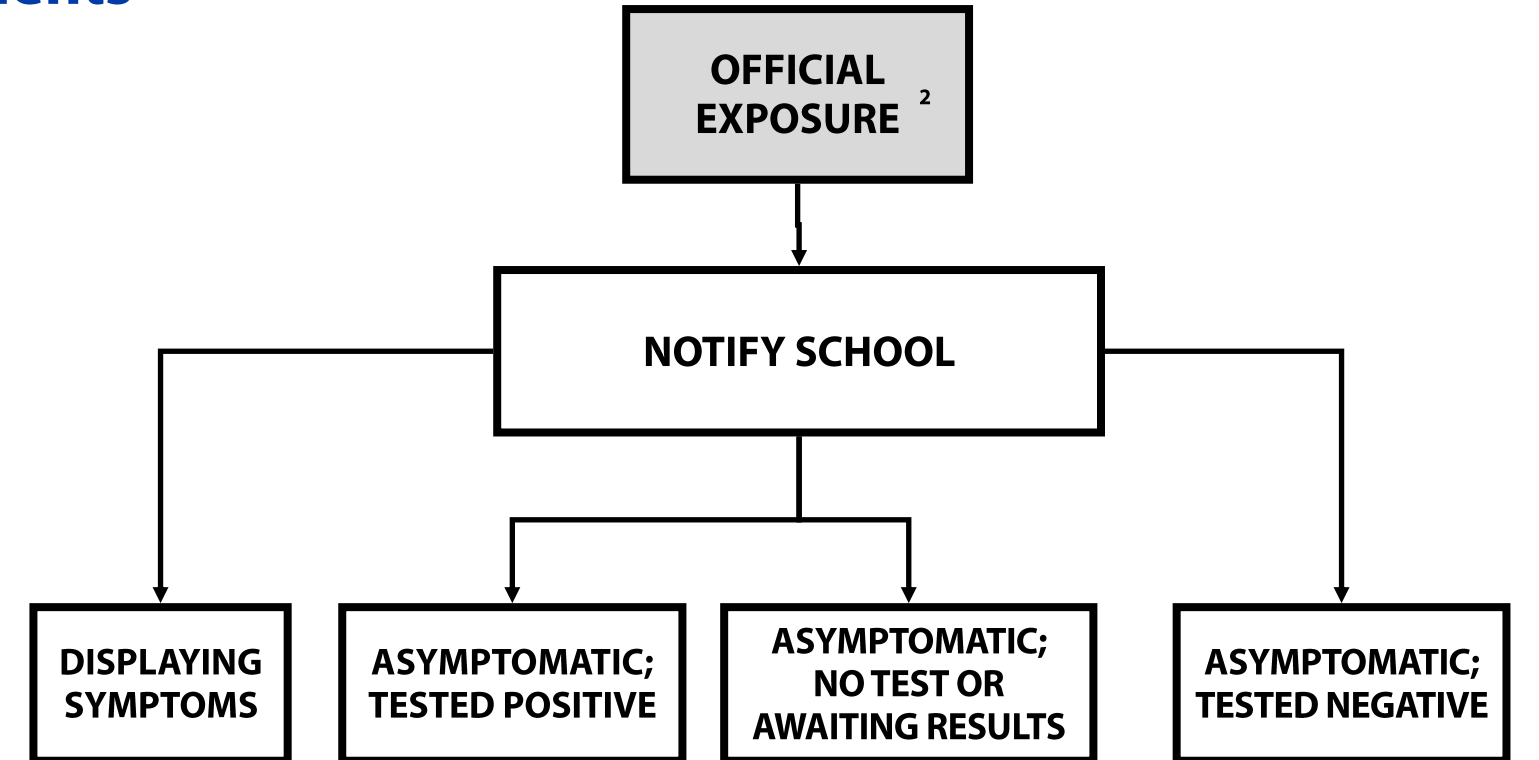 OFFICIAL
EXPOSURE 2
NOTIFY SCHOOL
DISPLAYING
SYMPTOMS
ASYMPTOMATIC;
TESTED POSITIVE
ASYMPTOMATIC;
NO TEST OR
AWAITING RESULTS
ASYMPTOMATIC;
TESTED NEGATIVE